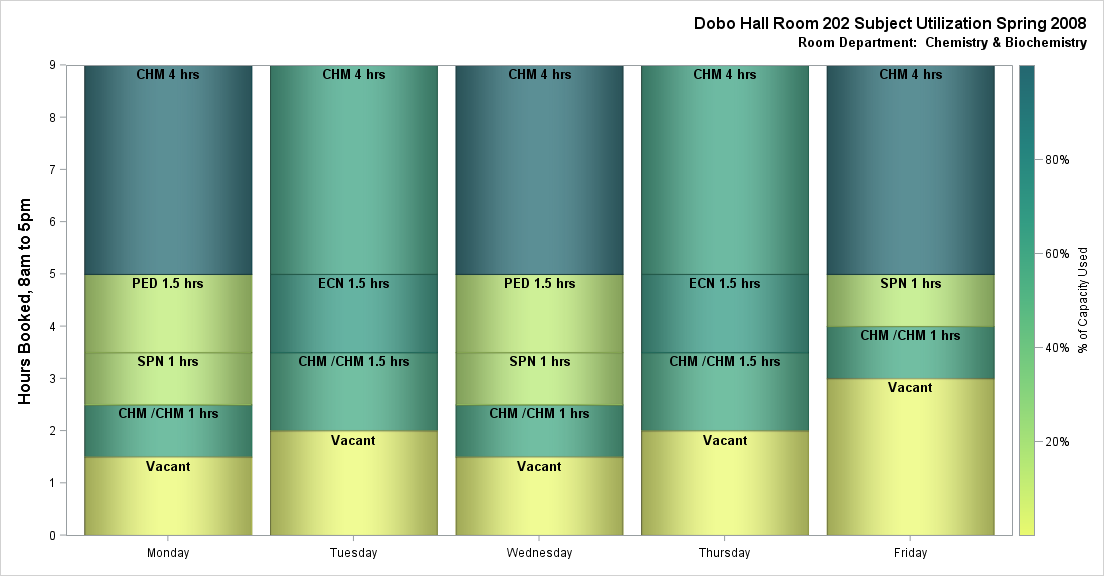 Dobo Hall Room 202 Subject Utilization Spring 2008
Room Department: Chemistry & Biochemistry
Hours Booked, 8am to 5pm
9
8
7
6
5
4
3
2
1
0
CHM 4 hrs
PED 1.5 hrs
SPN 1 hrs
CHM /CHM 1 hrs
Vacant
Monday
CHM 4 hrs
ECN 1.5 hrs
CHM /CHM 1.5 hrs
Vacant
Tuesday
CHM 4 hrs
PED 1.5 hrs
SPN 1 hrs
CHM /CHM 1 hrs
Vacant
Wednesday
CHM 4 hrs
ECN 1.5 hrs
CHM /CHM 1.5 hrs
Vacant
Thursday
CHM 4 hrs
SPN 1 hrs
CHM /CHM 1 hrs
Vacant
Friday
80%
60%
40%
20%
% of Capacity Used